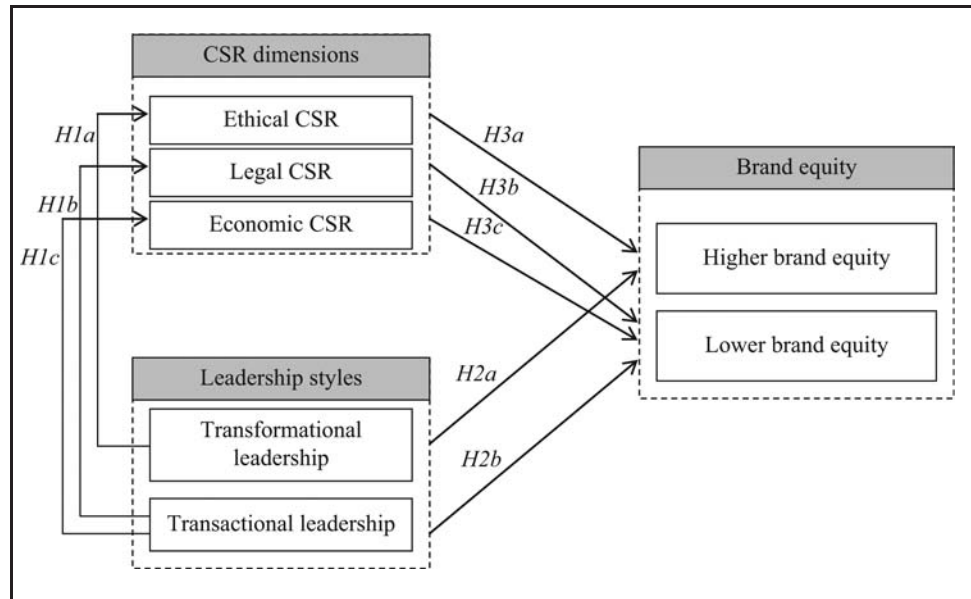 CSR dimensions
Ethical CSR
Legal CSR
Economic CSR
H1a
H1b
H1c
H3a
H3b
H3c
Brand equity
Higher brand equity
Lower brand equity
Leadership styles
Transformational
leadership
Transactional leadership
H2a
H2b